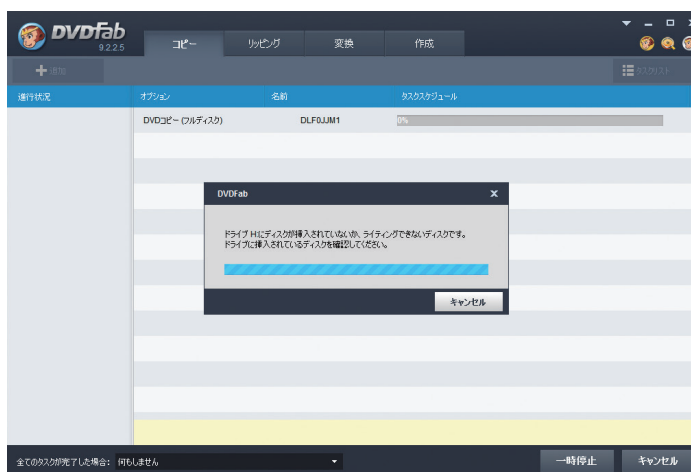 DVDFab
9.2.2.5
コピー
リッピング
変換
作成
追加
タスクリスト
進行状況
オプション
名前
タスクスケジュール
DVDコピー (フルディスク)
DLF0JJM1
0%
DVDFab
ドライブ H:にディスクが挿入されていないか、ライティングできないディスクです。
ドライブに挿入されているディスクを確認してください。
キャンセル
全てのタスクが完了した場合:
何もしません
一時停止
キャンセル